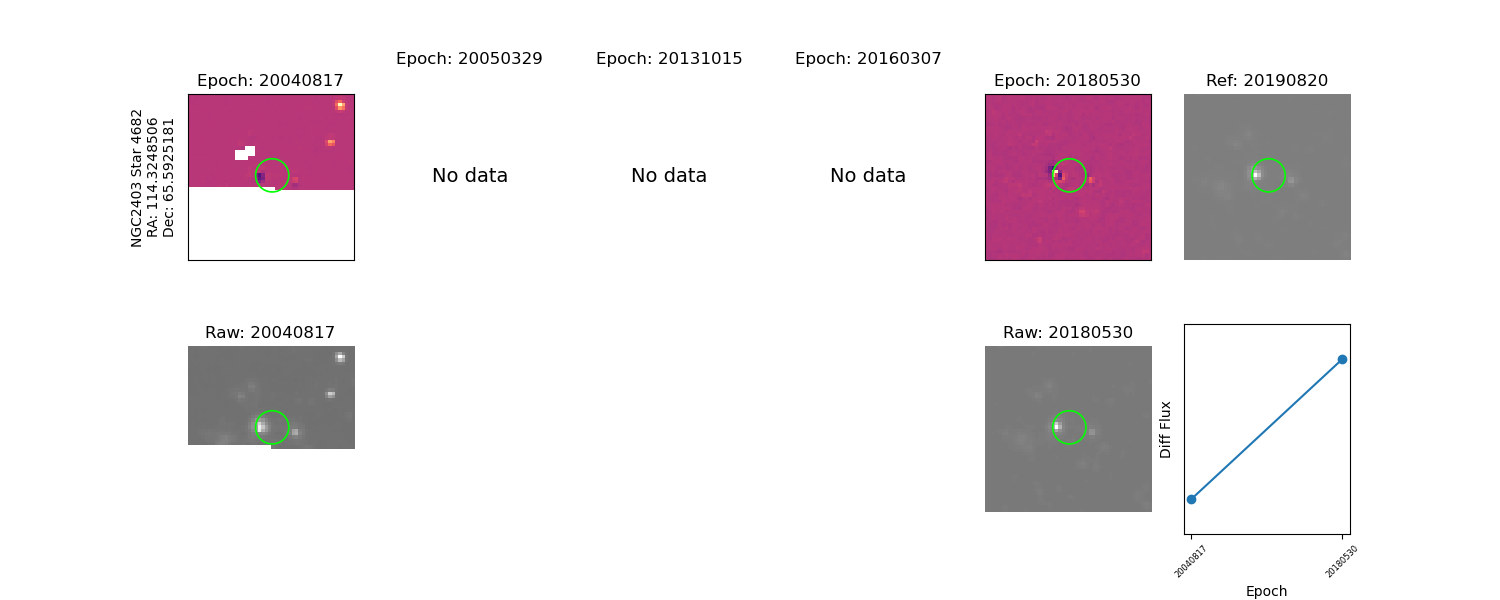 Epoch: 20040817
Epoch: 20050329
Epoch: 20131015
Epoch: 20160307
Epoch: 20180530
Ref: 20190820
NGC2403 Star 4682
RA: 114.3248506
Dec: 65.5925181
No data
No data
No data
Raw: 20040817
Raw: 20180530
Diff Flux
20040817
20180530
Epoch